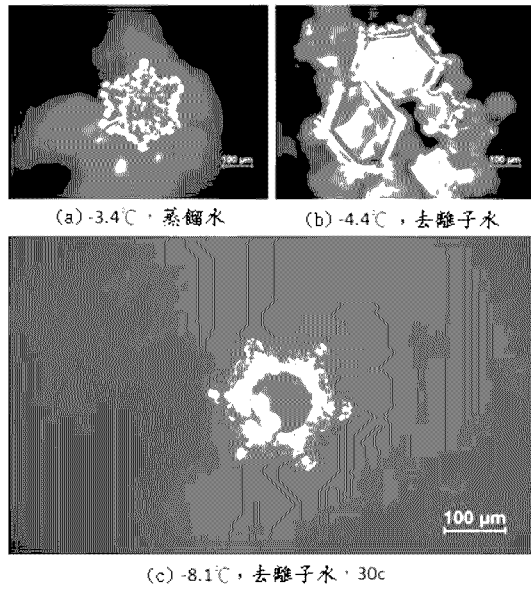 100 μm
100 μm
(a) -3.4℃，蒸餾水
(b) -4.4℃，去離子水
100 μm
(c) -8.1℃，去離子水，30c